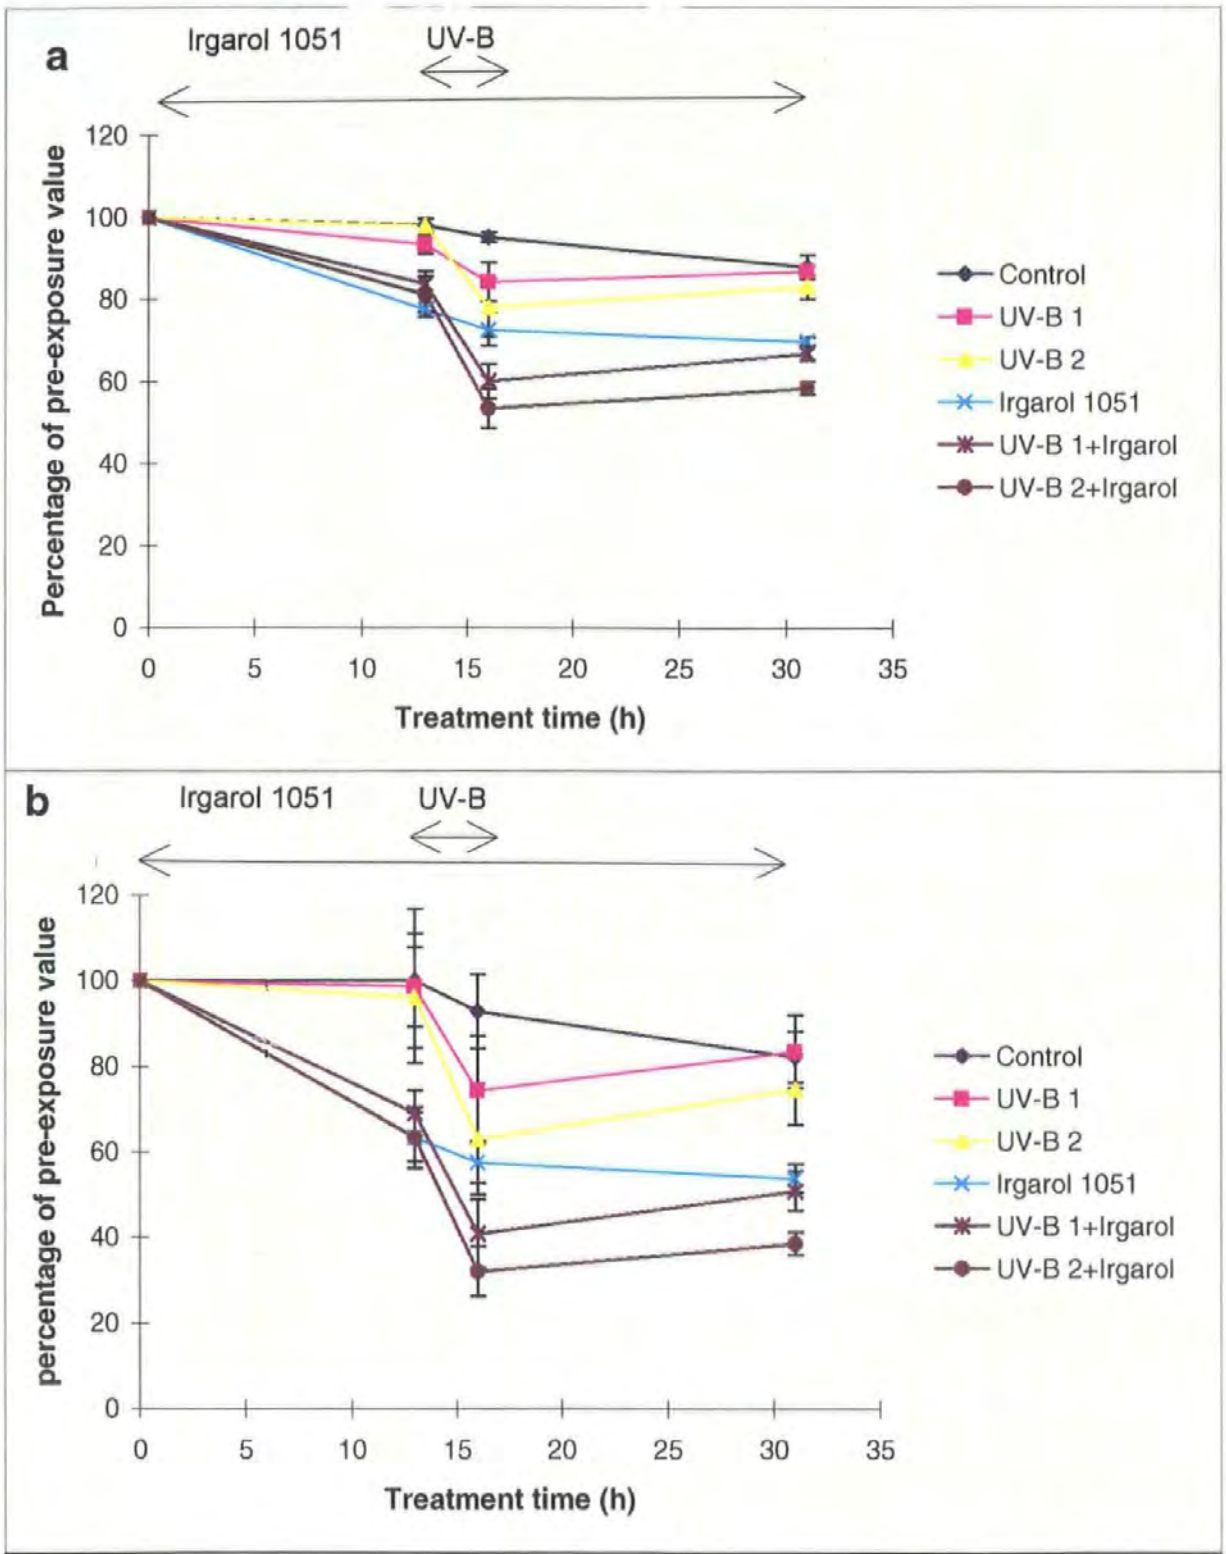 a
Irgarol 1051 UV-B
120
100
80
60
40
20
0
Percentage of pre-exposure value
0 5 10 15 20 25 30 35
Treatment time (h)
Control
UV-B 1
UV-B 2
Irgarol 1051
UV-B 1+Irgarol
UV-B 2+Irgarol
b
Irgarol 1051 UV-B
120
100
80
60
40
20
0
percentage of pre-exposure value
0 5 10 15 20 25 30 35
Treatment time (h)
Control
UV-B 1
UV-B 2
Irgarol 1051
UV-B 1+Irgarol
UV-B 2+Irgarol